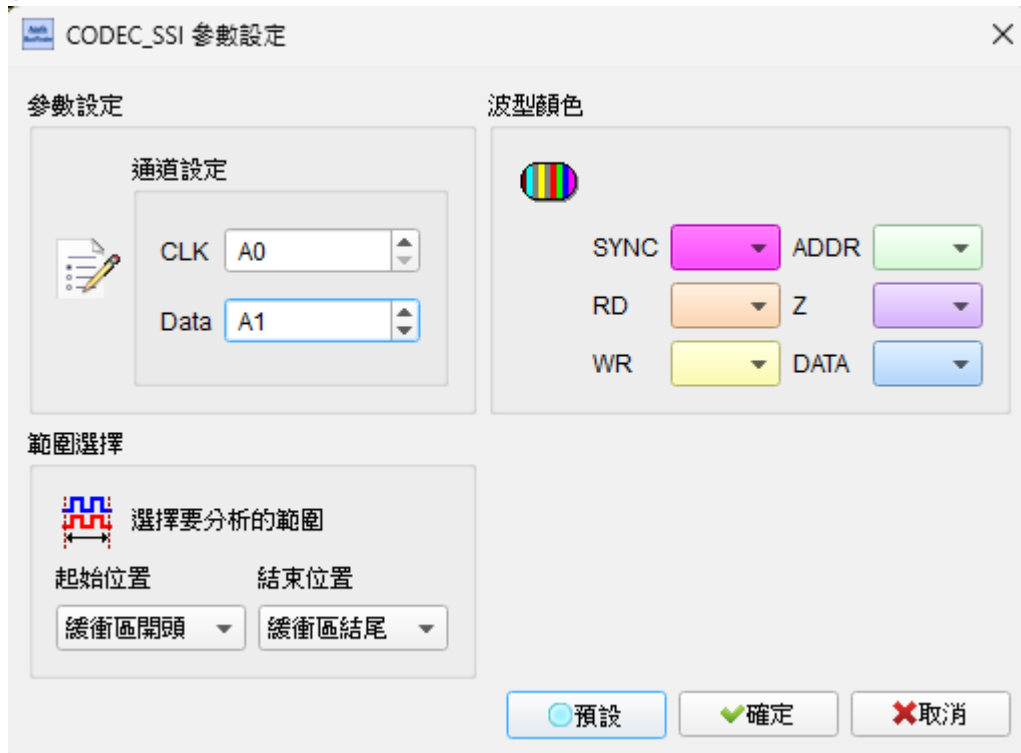 CODEC_SSI 參數設定
參數設定
通道設定
CLK A0
Data A1
波型顏色
SYNC ADDR
RD Z
WR DATA
範圍選擇
選擇要分析的範圍
起始位置 結束位置
緩衝區開頭 緩衝區結尾
預設 確定 取消